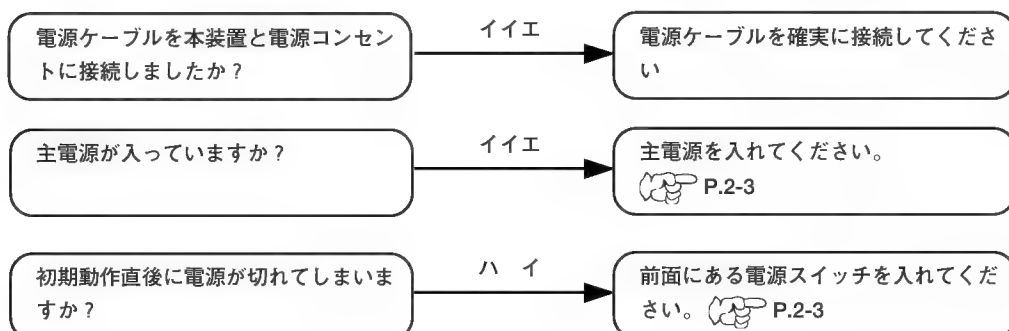 電源ケーブルを本装置と電源コンセン
トに接続しましたか？
イイエ
電源ケーブルを確実に接続してくださ
い
主電源が入っていますか？
イイエ
主電源を入れてください。
P.2-3
初期動作直後に電源が切れてしまいま
すか？
ハ イ
前面にある電源スイッチを入れてくだ
さい。 P.2-3